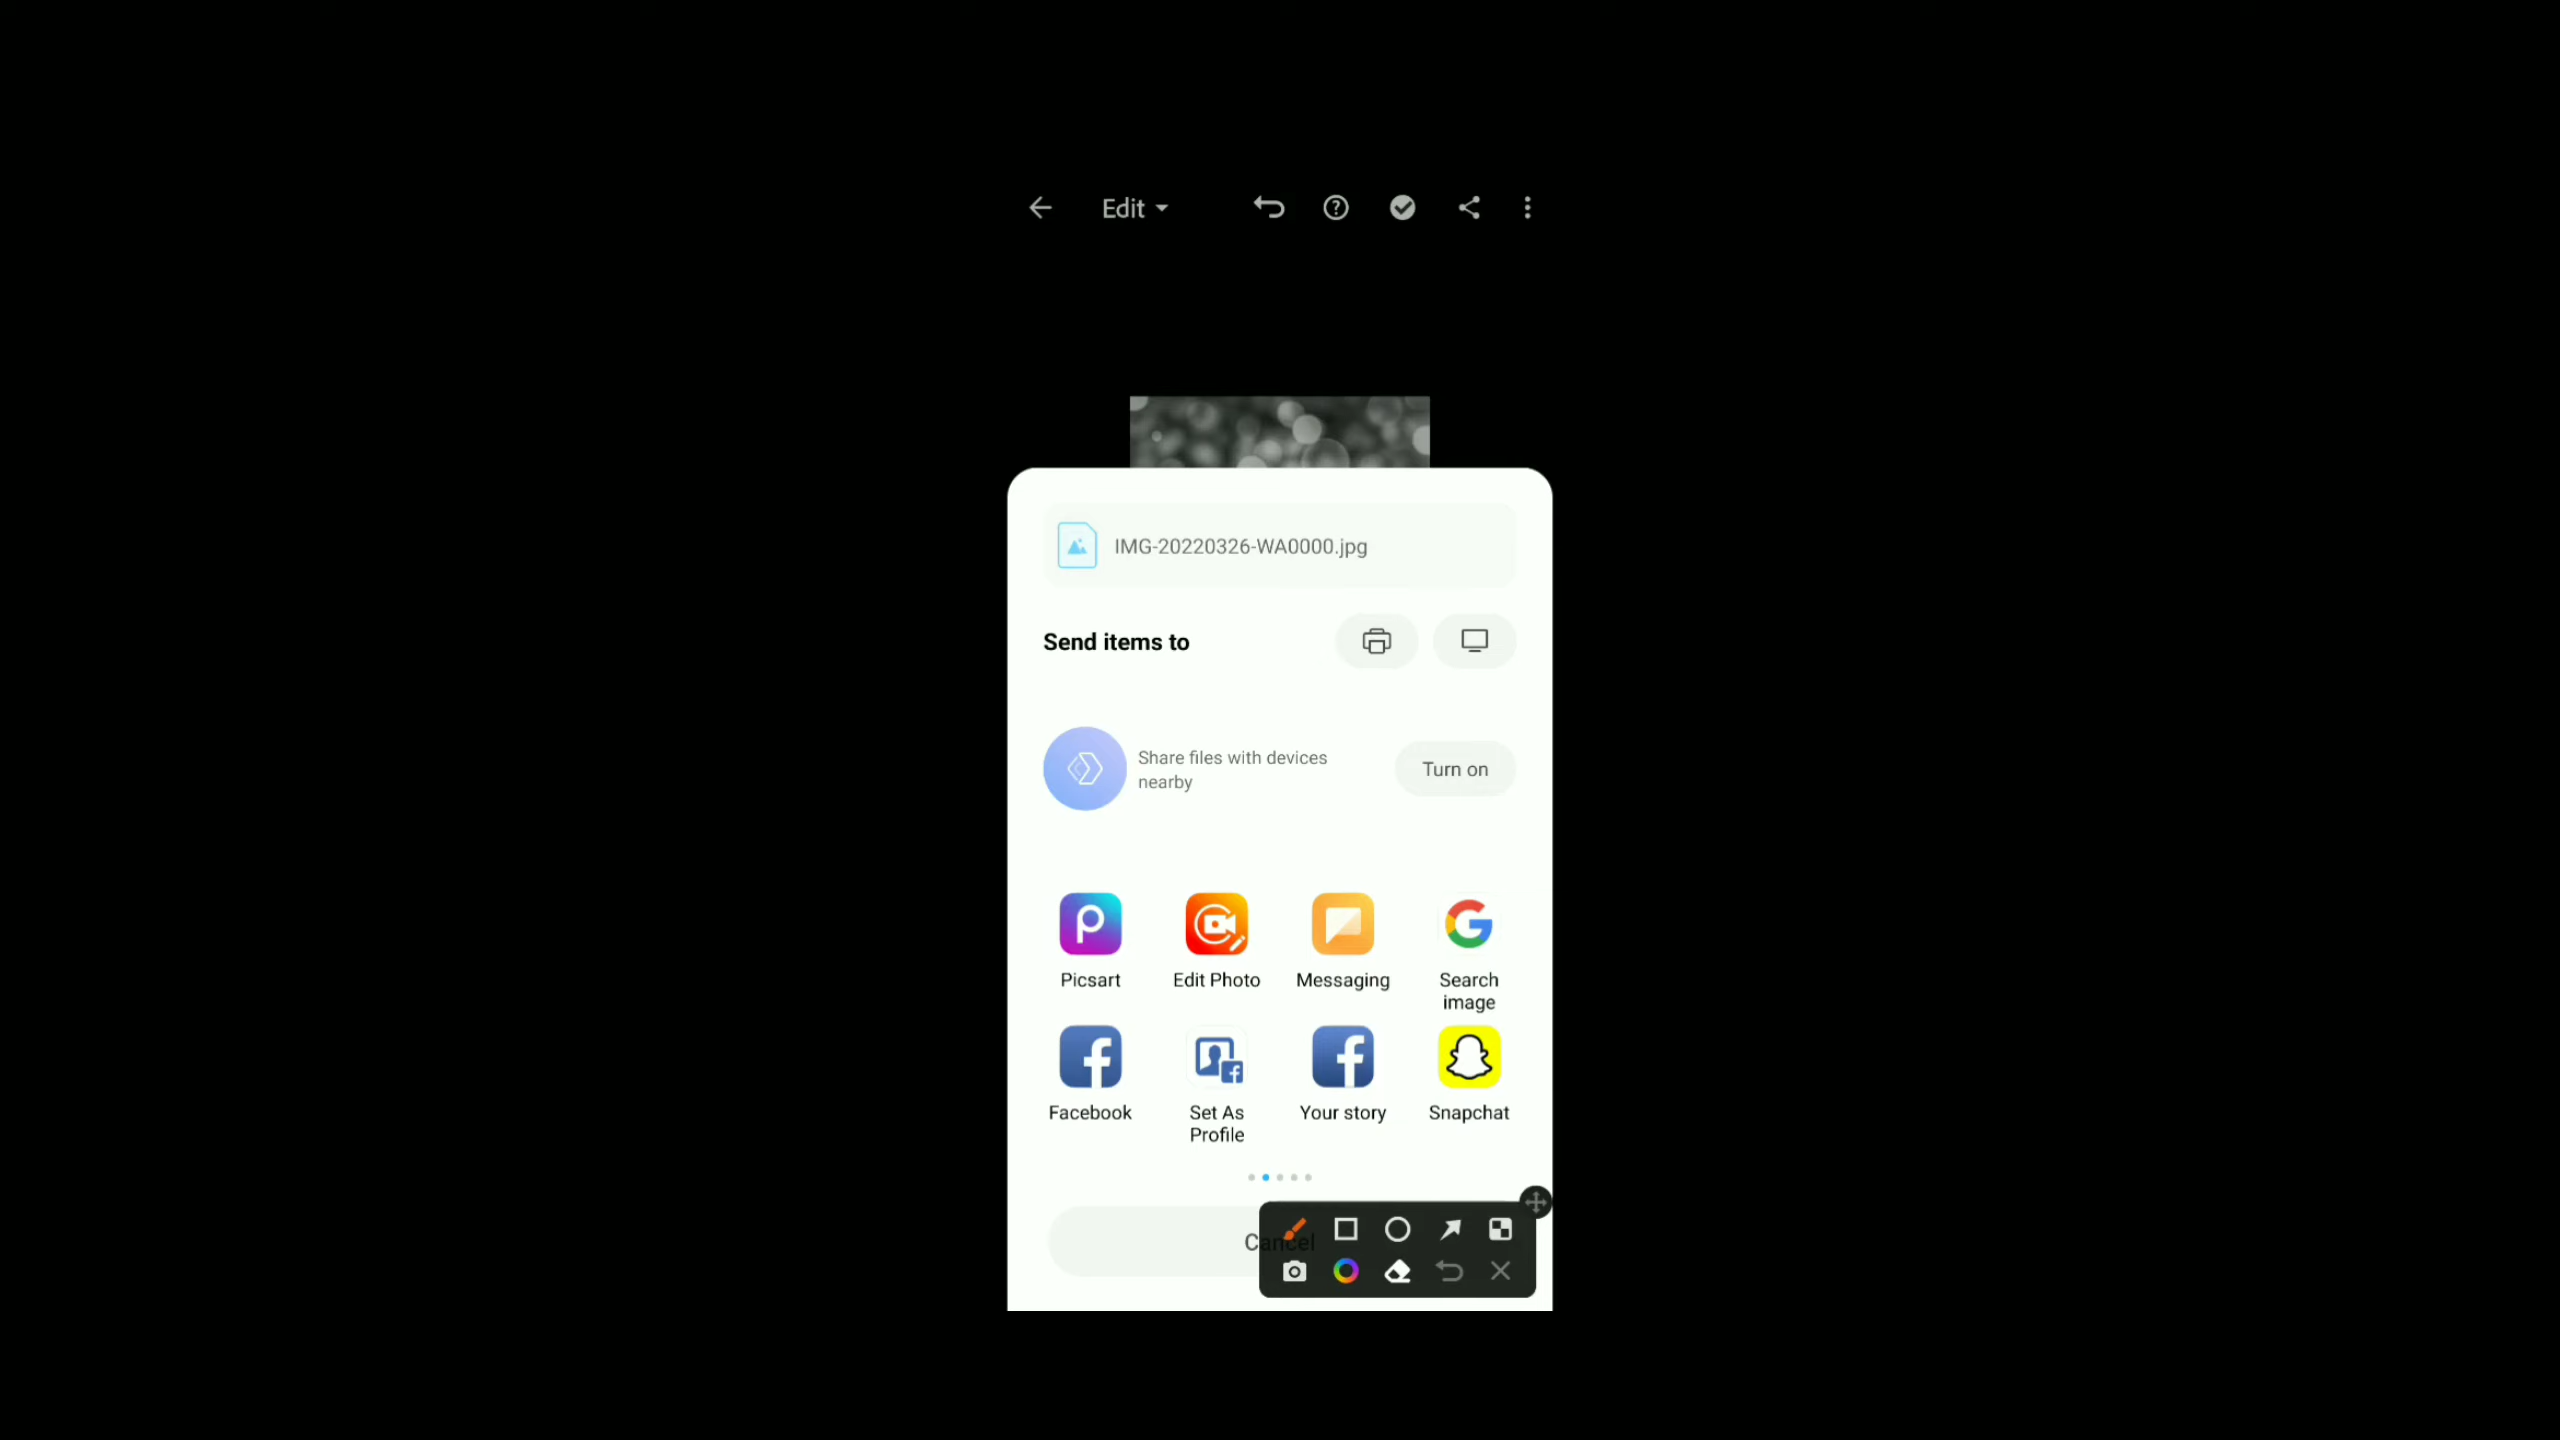 Edit
IMG-20220326-WA0000.jpg
Send items to
Share files with devices
nearby
Turn on
Picsart
Edit Photo
Messaging
Search
image
Facebook
Set As
Profile
Your story
Snapchat
Cancel